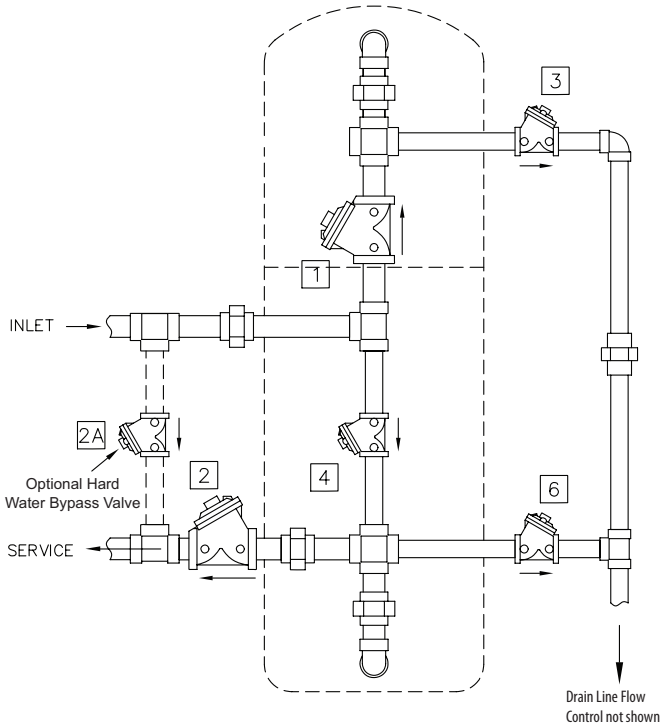 3
1
INLET
2A
Optional Hard
Water Bypass Valve
2
4
6
SERVICE
Drain Line Flow
Control not shown